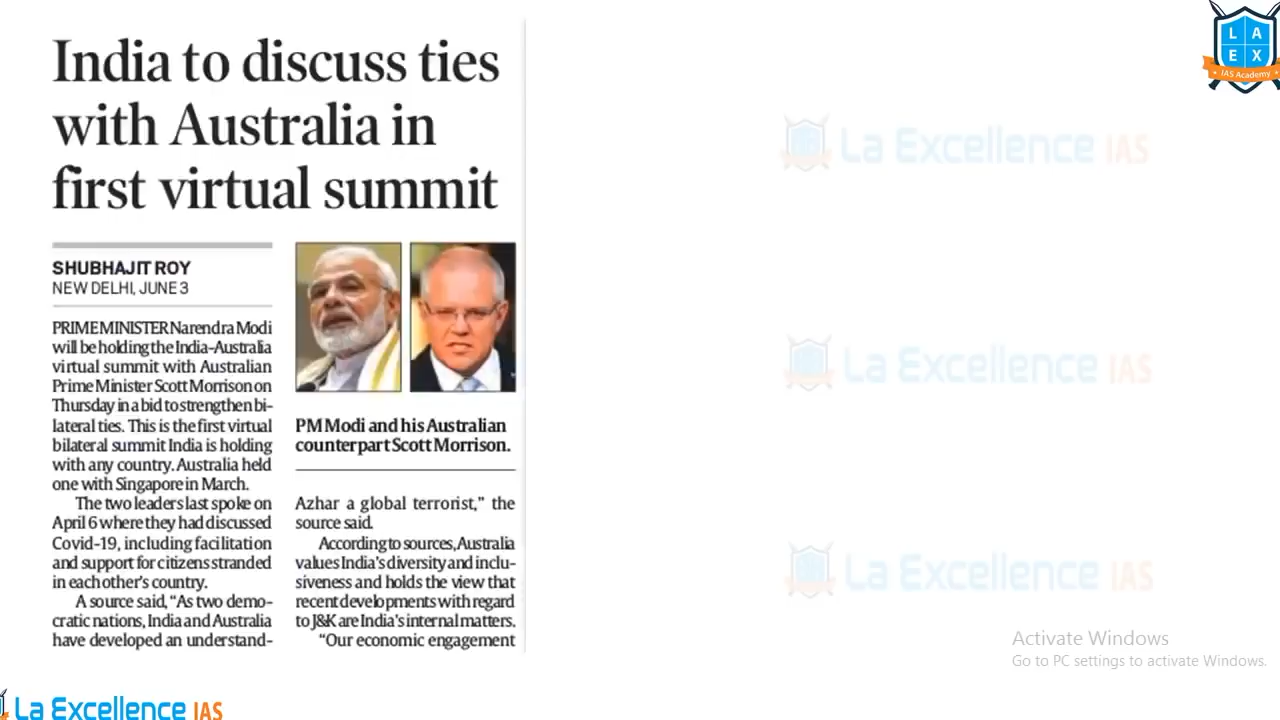 India to discuss ties
with Australia in
first virtual summit
SHUBHAJIT ROY
NEW DELHI, JUNE 3
PRIME MINISTER Narendra Modi
will be holding the India-Australia
virtual summit with Australian
Prime Minister Scott Morrison on
Thursday in a bid to strengthen bi-
lateral ties. This is the first virtual
bilateral summit India is holding
with any country. Australia held
one with Singapore in March.
The two leaders last spoke on
April 6 where they had discussed
Covid-19, including facilitation
and support for citizens stranded
in each other's country.
A source said, “As two demo-
cratic nations, India and Australia
have developed an understand-
PM Modi and his Australian
counterpart Scott Morrison.
Azhar a global terrorist,” the
source said.
According to sources, Australia
values India's diversity and inclu-
siveness and holds the view that
recent developments with regard
to J&K are India's internal matters.
“Our economic engagement
L A
E X
IAS Academy
La Excellence IAS
La Excellence IAS
La Excellence IAS
Activate Windows
Go to PC settings to activate Windows.
La Excellence IAS